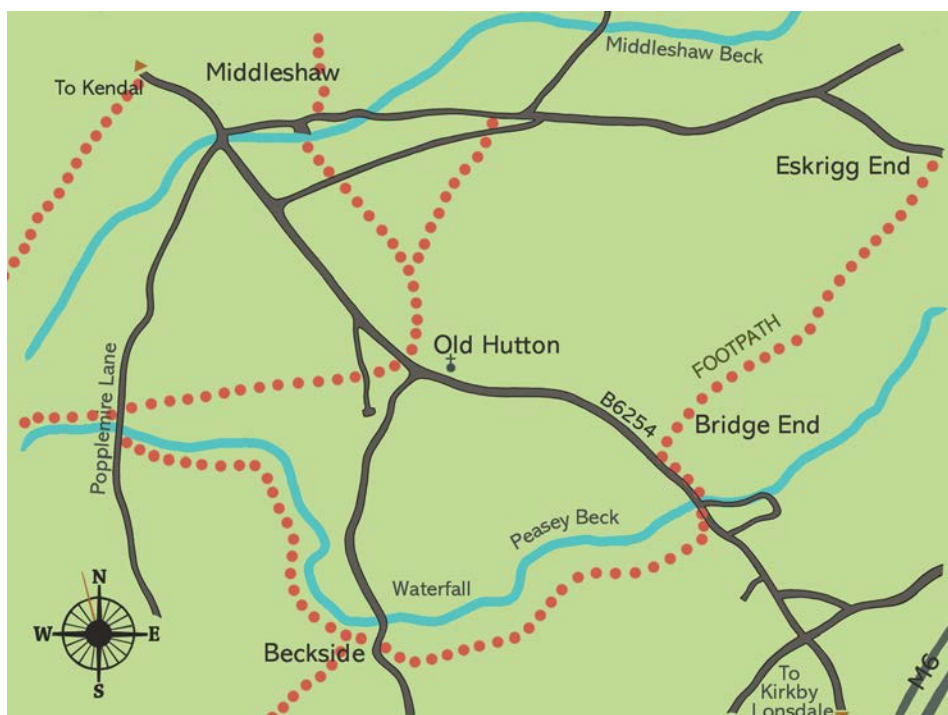 Middleshaw Beck
Middleshaw
To Kendal
Eskrigg End
Old Hutton
FOOTPATH
B6254
Bridge End
Popplemire Lane
Peasey Beck
Waterfall
N
W
E
S
Beckside
To
Kirkby
Lonsdale
M6